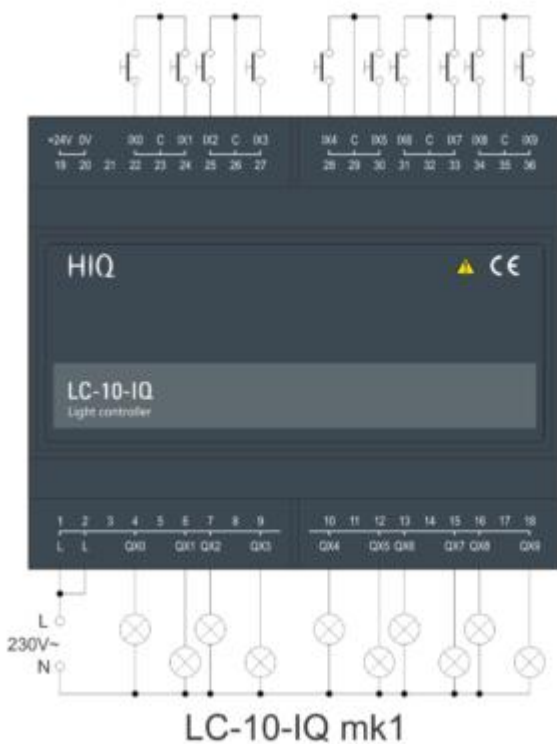 +24V 0V IX0 C IX1 IX2 C IX3 IX4 C IX5 IX6 C IX7 IX8 C IX9
19 20 21 22 23 24 25 26 27 28 29 30 31 32 33 34 35 36
HIQ CE
LC-10-IQ
Light controller
1 2 3 4 5 6 7 8 9 10 11 12 13 14 15 16 17 18
L L QX0 QX1 QX2 QX3 QX4 QX5 QX6 QX7 QX8 QX9
L
230V~
N
LC-10-IQ mk1